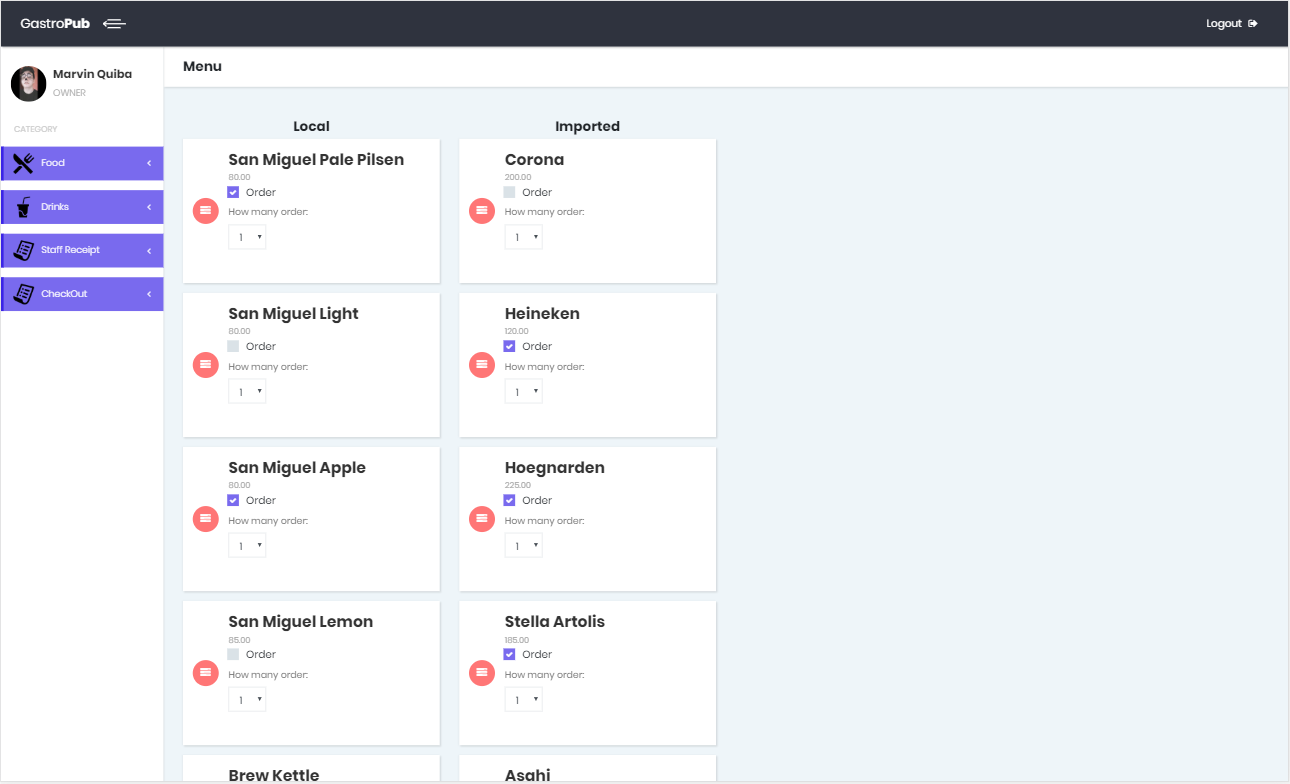 GastroPub
Logout
Marvin Quiba
OWNER
CATEGORY
Food
Drinks
Staff Receipt
CheckOut
Menu
Local
San Miguel Pale Pilsen
80.00
Order
How many order:
1
San Miguel Light
80.00
Order
How many order:
1
San Miguel Apple
80.00
Order
How many order:
1
San Miguel Lemon
85.00
Order
How many order:
1
Brew Kettle
Imported
Corona
200.00
Order
How many order:
1
Heineken
120.00
Order
How many order:
1
Hoegnarden
225.00
Order
How many order:
1
Stella Artolis
185.00
Order
How many order:
1
Asahi